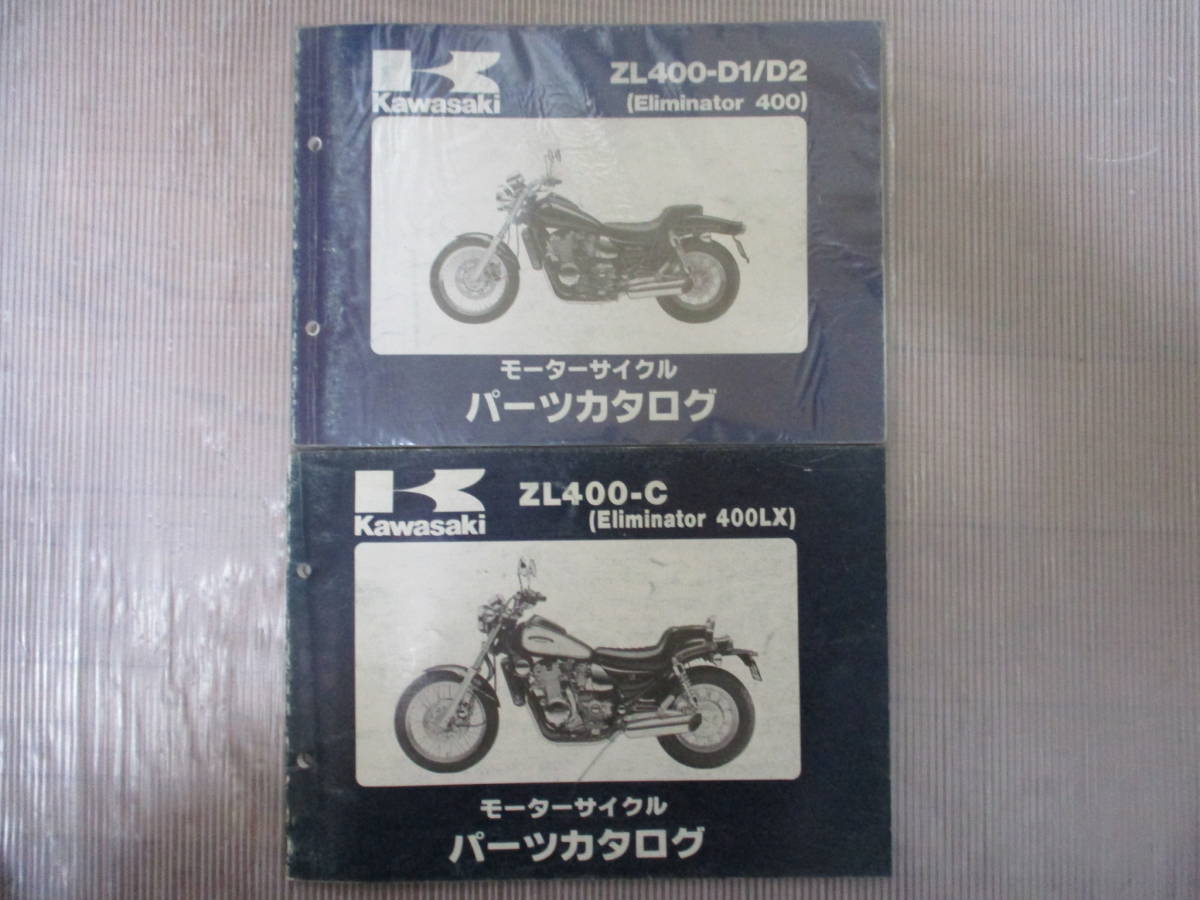 Kawasaki
ZL400-D1/D2
(Eliminator 400)
モーターサイクル
パーツカタログ
Kawasaki
ZL400-C
(Eliminator 400LX)
モーターサイクル
パーツカタログ